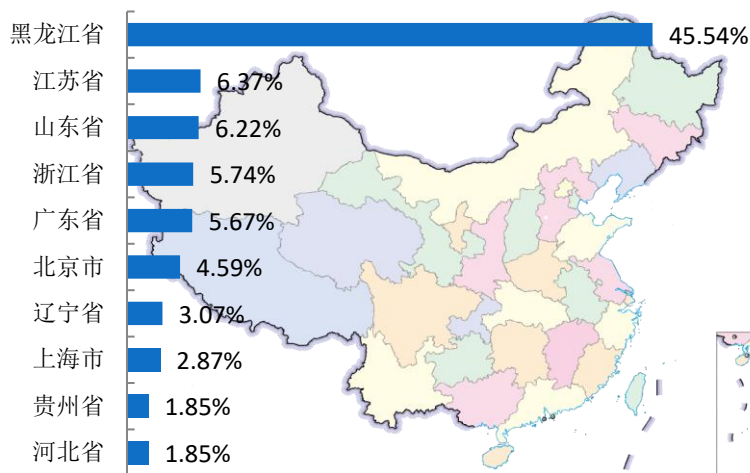 黑龙江省 45.54%
江苏省 6.37%
山东省 6.22%
浙江省 5.74%
广东省 5.67%
北京市 4.59%
辽宁省 3.07%
上海市 2.87%
贵州省 1.85%
河北省 1.85%